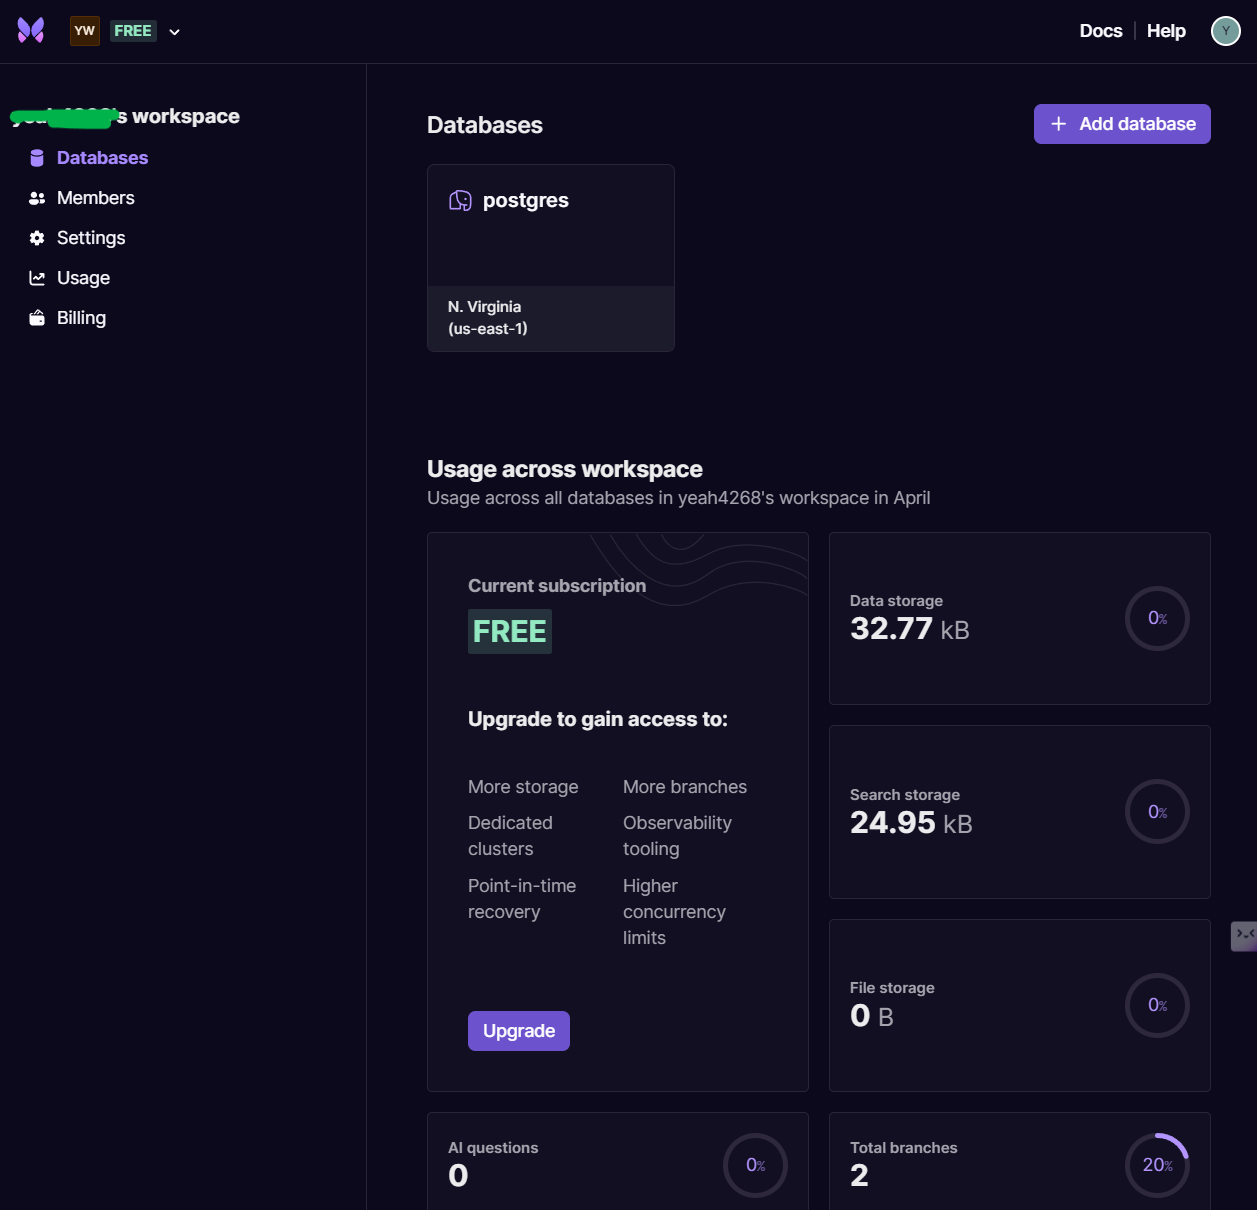 YW FREE
Docs Help Y
's workspace
Databases
Members
Settings
Usage
Billing
Databases
+ Add database
postgres
N. Virginia
(us-east-1)
Usage across workspace
Usage across all databases in yeah4268's workspace in April
Current subscription
FREE
Upgrade to gain access to:
More storage
More branches
Dedicated
clusters
Observability
tooling
Point-in-time
recovery
Higher
concurrency
limits
Upgrade
Data storage
32.77 kB
0%
Search storage
24.95 kB
0%
File storage
0 B
0%
AI questions
0
0%
Total branches
2
20%